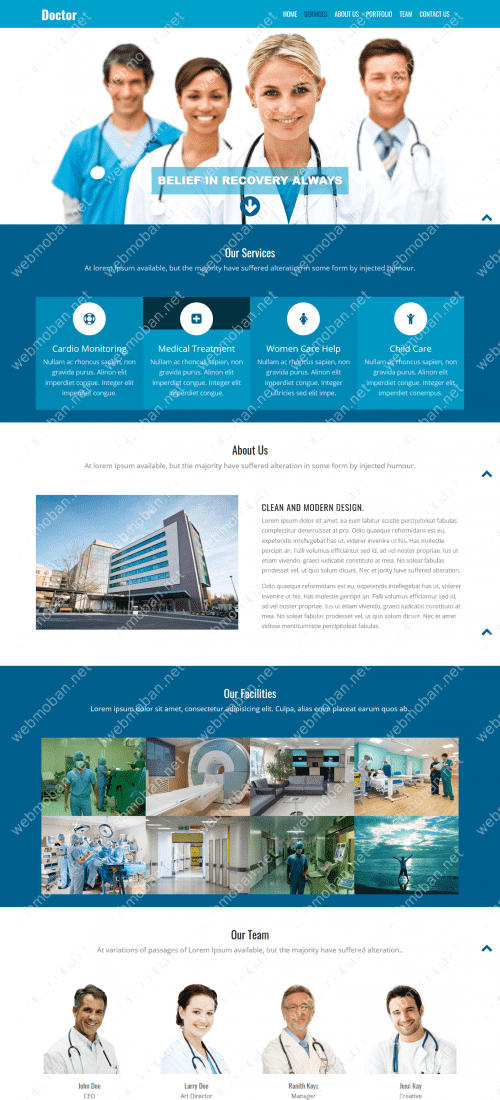 Doctor
HOME SERVICES ABOUT US PORTFOLIO TEAM CONTACT US
BELIEF IN RECOVERY ALWAYS
Our Services
At lorem Ipsum available, but the majority have suffered alteration in some form by injected humour.
Cardio Monitoring
Nullam ac rhoncus sapien, non
gravida purus. Alinon elit
imperdiet congue. Integer elit
imperdiet congue.
Medical Treatment
Nullam ac rhoncus sapien, non
gravida purus. Alinon elit
imperdiet congue. Integer elit
imperdiet congue.
Women Care Help
Nullam ac rhoncus sapien, non
gravida purus. Alinon elit
imperdiet congue. Integer
ultricies sed elit impe.
Child Care
Nullam ac rhoncus sapien, non
gravida purus. Alinon elit
imperdiet congue. Integer elit
imperdiet conempus.
About Us
At lorem Ipsum available, but the majority have suffered alteration in some form by injected humour.
CLEAN AND MODERN DESIGN.
Lorem ipsum dolor sit amet, ea eum labitur scsstie percipitoleat fabulas
complectitur deterruisset at pro. Odio quaeque reformidans est eu,
expetendis intellegebat has ut, viderer invenire ut his. Has molestie
percipit an. Falli volumus efficiantur sed id, ad vel noster propriae. Ius ut
etiam vivendo, graeci iudicabit constituto at mea. No soleat fabulas
prodesset vel, ut quo solum dicunt. Nec et jority have suffered alteration.
Odio quaeque reformidans est eu, expetendis intellegebat has ut, viderer
invenire ut his. Has molestie percipit an. Falli volumus efficiantur sed id,
ad vel noster propriae. Ius ut etiam vivendo, graeci iudicabit constituto at
mea. No soleat fabulas prodesset vel, ut quo solum dicunt. Nec et amet
vidisse mentitumistie percipitoleat fabulas.
Our Facilities
Lorem ipsum dolor sit amet, consectetur adipisicing elit. Culpa, alias enim placeat earum quos ab.
Our Team
At variations of passages of Lorem Ipsum available, but the majority have suffered alteration..
John Doe
CEO
Larry Doe
Art Director
Ranith Kays
Manager
Jena Ray
Creative
webmoban.net